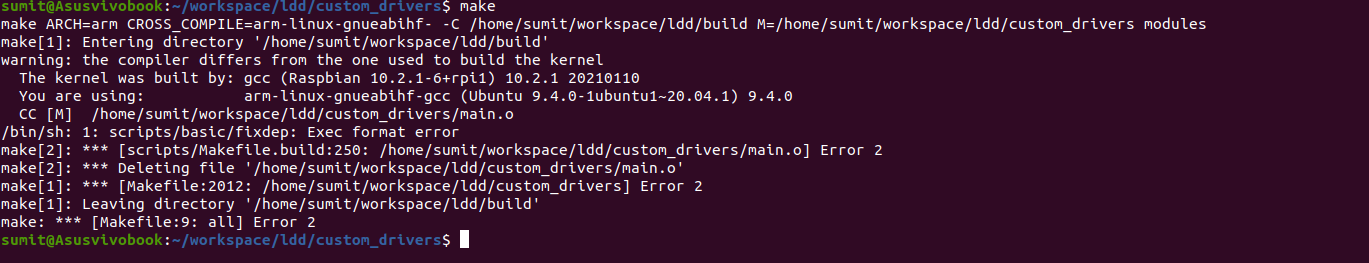 sumit@Asusvivobook:~/workspace/ldd/custom_drivers$ make
make ARCH=arm CROSS_COMPILE=arm-linux-gnueabihf- -C /home/sumit/workspace/ldd/build M=/home/sumit/workspace/ldd/custom_drivers modules
make[1]: Entering directory '/home/sumit/workspace/ldd/build'
warning: the compiler differs from the one used to build the kernel
  The kernel was built by: gcc (Raspbian 10.2.1-6+rpi1) 10.2.1 20210110
  You are using:           arm-linux-gnueabihf-gcc (Ubuntu 9.4.0-1ubuntu1~20.04.1) 9.4.0
  CC [M]  /home/sumit/workspace/ldd/custom_drivers/main.o
/bin/sh: 1: scripts/basic/fixdep: Exec format error
make[2]: *** [scripts/Makefile.build:250: /home/sumit/workspace/ldd/custom_drivers/main.o] Error 2
make[2]: *** Deleting file '/home/sumit/workspace/ldd/custom_drivers/main.o'
make[1]: *** [Makefile:2012: /home/sumit/workspace/ldd/custom_drivers] Error 2
make[1]: Leaving directory '/home/sumit/workspace/ldd/build'
make: *** [Makefile:9: all] Error 2
sumit@Asusvivobook:~/workspace/ldd/custom_drivers$